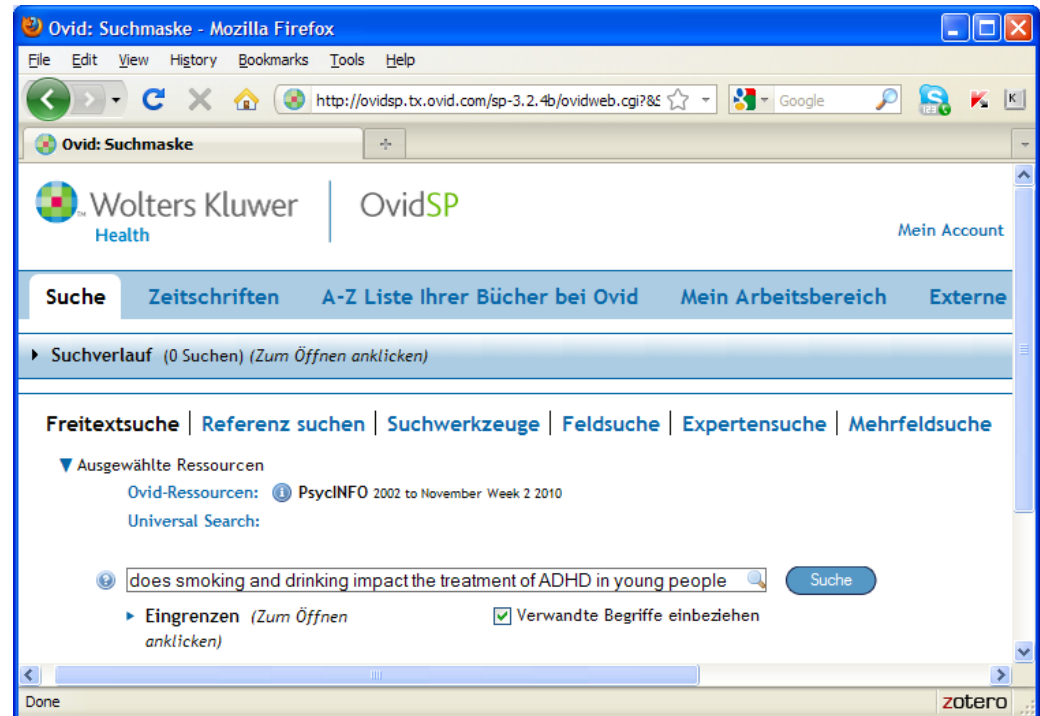 Ovid: Suchmaske - Mozilla Firefox
File Edit View History Bookmarks Tools Help
http://ovidsp.tx.ovid.com/sp-3.2.4b/ovidweb.cgi?&S Google
Ovid: Suchmaske
Wolters Kluwer OvidSP
Health
Mein Account
Suche Zeitschriften A-Z Liste Ihrer Bücher bei Ovid Mein Arbeitsbereich Externe
Suchverlauf (0 Suchen) (Zum Öffnen anklicken)
Freitextsuche | Referenz suchen | Suchwerkzeuge | Feldsuche | Expertensuche | Mehrfeldsuche
Ausgewählte Ressourcen
Ovid-Ressourcen: PsycINFO 2002 to November Week 2 2010
Universal Search:
does smoking and drinking impact the treatment of ADHD in young people Suche
Eingrenzen (Zum Öffnen Verwandte Begriffe einbeziehen
anklicken)
Done zotero